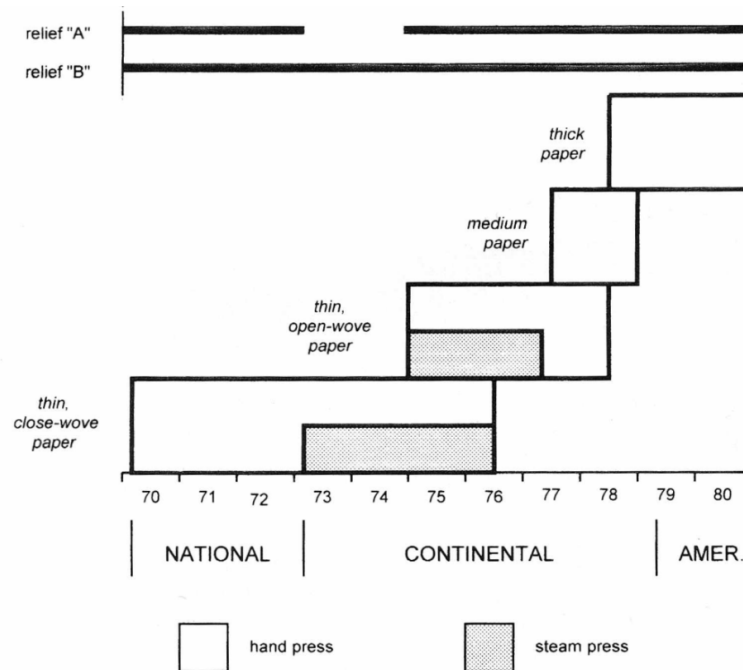 relief "A"
relief "B"
thick
paper
medium
paper
thin,
open-wove
paper
thin,
close-wove
paper
70 71 72 73 74 75 76 77 78 79 80
NATIONAL CONTINENTAL AMER.
hand press steam press